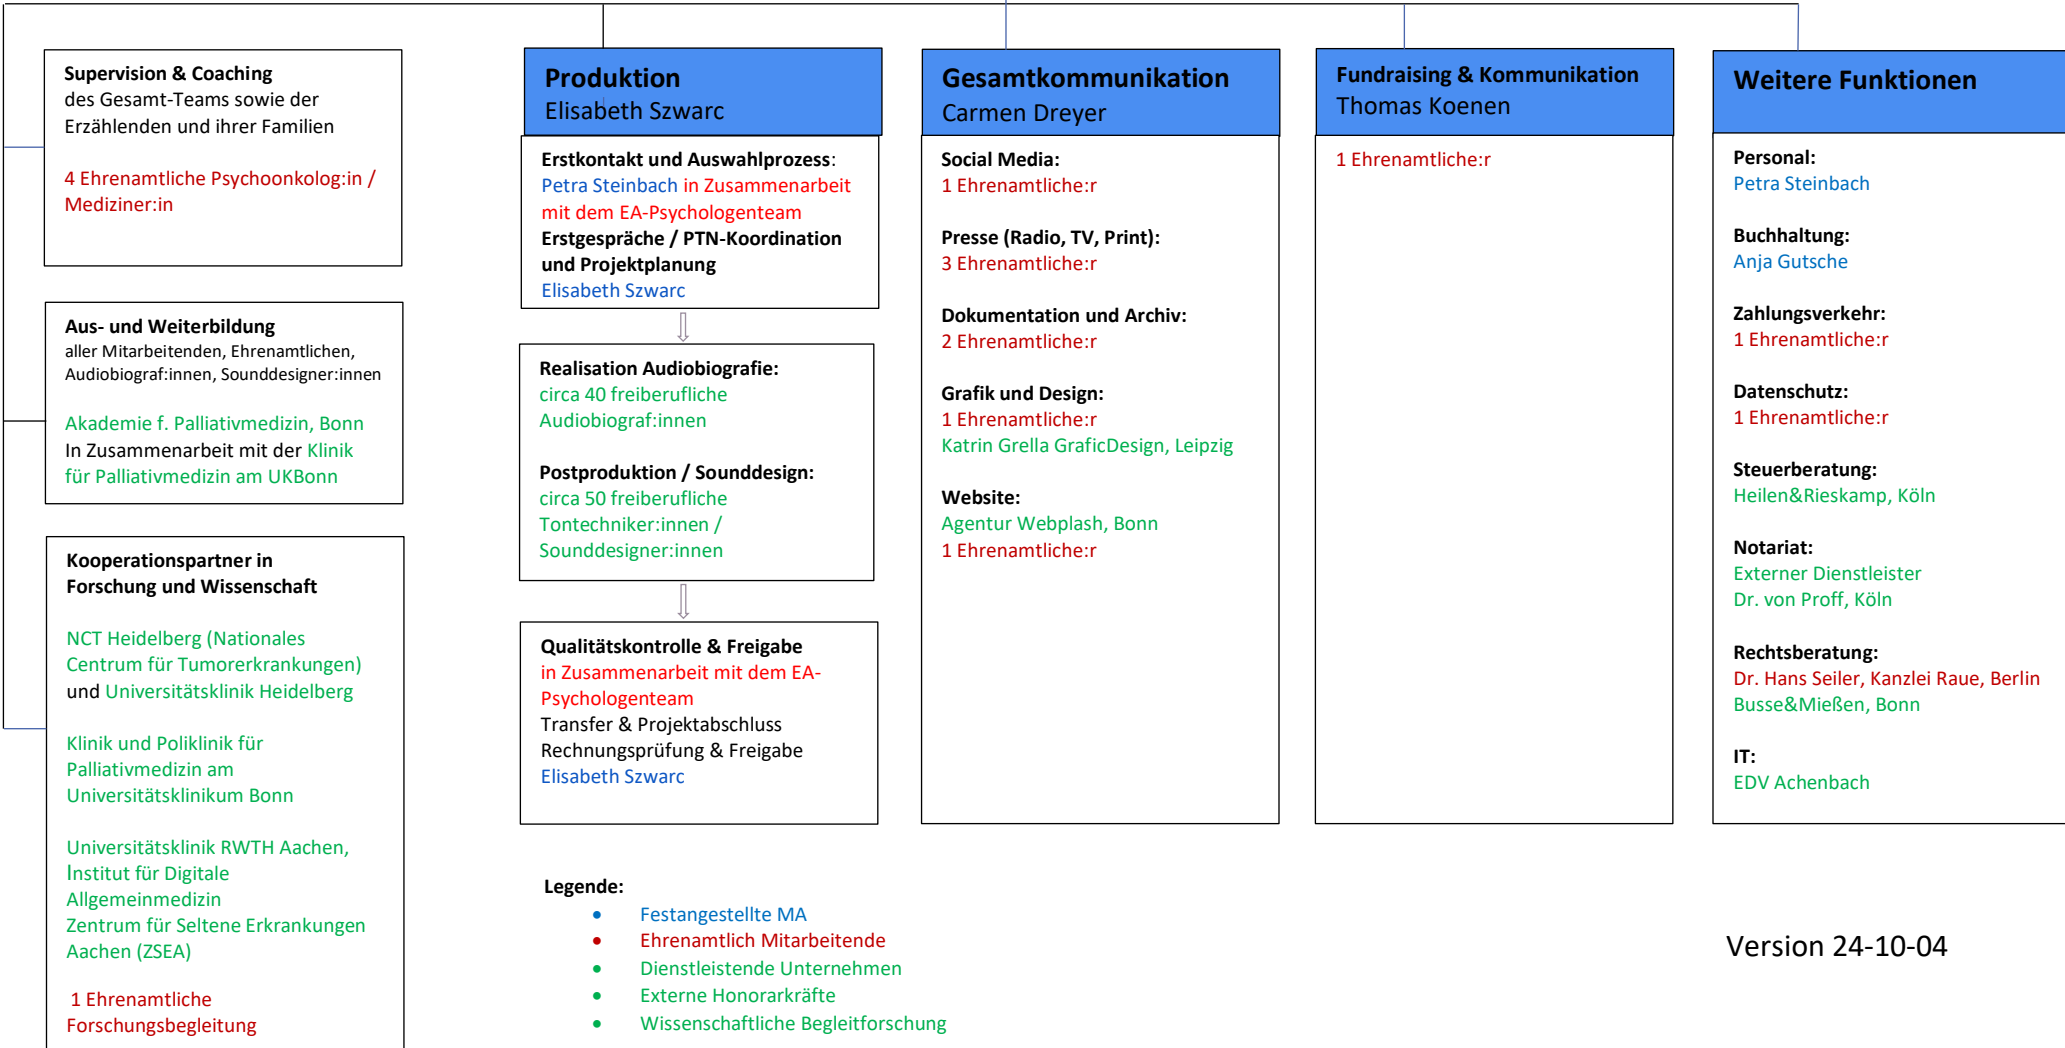 Supervision & Coaching
des Gesamt-Teams sowie der
Erzählenden und ihrer Familien
4 Ehrenamtliche Psychoonkolog:in /
Mediziner:in
Aus- und Weiterbildung
aller Mitarbeitenden, Ehrenamtlichen,
Audiobiograf:innen, Sounddesigner:innen
Akademie f. Palliativmedizin, Bonn
In Zusammenarbeit mit der Klinik
für Palliativmedizin am UKBonn
Kooperationspartner in
Forschung und Wissenschaft
NCT Heidelberg (Nationales
Centrum für Tumorerkrankungen)
und Universitätsklinik Heidelberg
Klinik und Poliklinik für
Palliativmedizin am
Universitätsklinikum Bonn
Universitätsklinik RWTH Aachen,
Institut für Digitale
Allgemeinmedizin
Zentrum für Seltene Erkrankungen
Aachen (ZSEA)
1 Ehrenamtliche
Forschungsbegleitung
Produktion
Elisabeth Szwarc
Erstkontakt und Auswahlprozess:
Petra Steinbach in Zusammenarbeit
mit dem EA-Psychologenteam
Erstgespräche / PTN-Koordination
und Projektplanung
Elisabeth Szwarc
Realisation Audiobiografie:
circa 40 freiberufliche
Audiobiograf:innen
Postproduktion / Sounddesign:
circa 50 freiberufliche
Tontechniker:innen /
Sounddesigner:innen
Qualitätskontrolle & Freigabe
in Zusammenarbeit mit dem EA-
Psychologenteam
Transfer & Projektabschluss
Rechnungsprüfung & Freigabe
Elisabeth Szwarc
Gesamtkommunikation
Carmen Dreyer
Social Media:
1 Ehrenamtliche:r
Presse (Radio, TV, Print):
3 Ehrenamtliche:r
Dokumentation und Archiv:
2 Ehrenamtliche:r
Grafik und Design:
1 Ehrenamtliche:r
Katrin Grella GraficDesign, Leipzig
Website:
Agentur Webplash, Bonn
1 Ehrenamtliche:r
Fundraising & Kommunikation
Thomas Koenen
1 Ehrenamtliche:r
Weitere Funktionen
Personal:
Petra Steinbach
Buchhaltung:
Anja Gutsche
Zahlungsverkehr:
1 Ehrenamtliche:r
Datenschutz:
1 Ehrenamtliche:r
Steuerberatung:
Heilen&Rieskamp, Köln
Notariat:
Externer Dienstleister
Dr. von Proff, Köln
Rechtsberatung:
Dr. Hans Seiler, Kanzlei Raue, Berlin
Busse&Mießen, Bonn
IT:
EDV Achenbach
Legende:
• Festangestellte MA
• Ehrenamtlich Mitarbeitende
• Dienstleistende Unternehmen
• Externe Honorarkräfte
• Wissenschaftliche Begleitforschung
Version 24-10-04